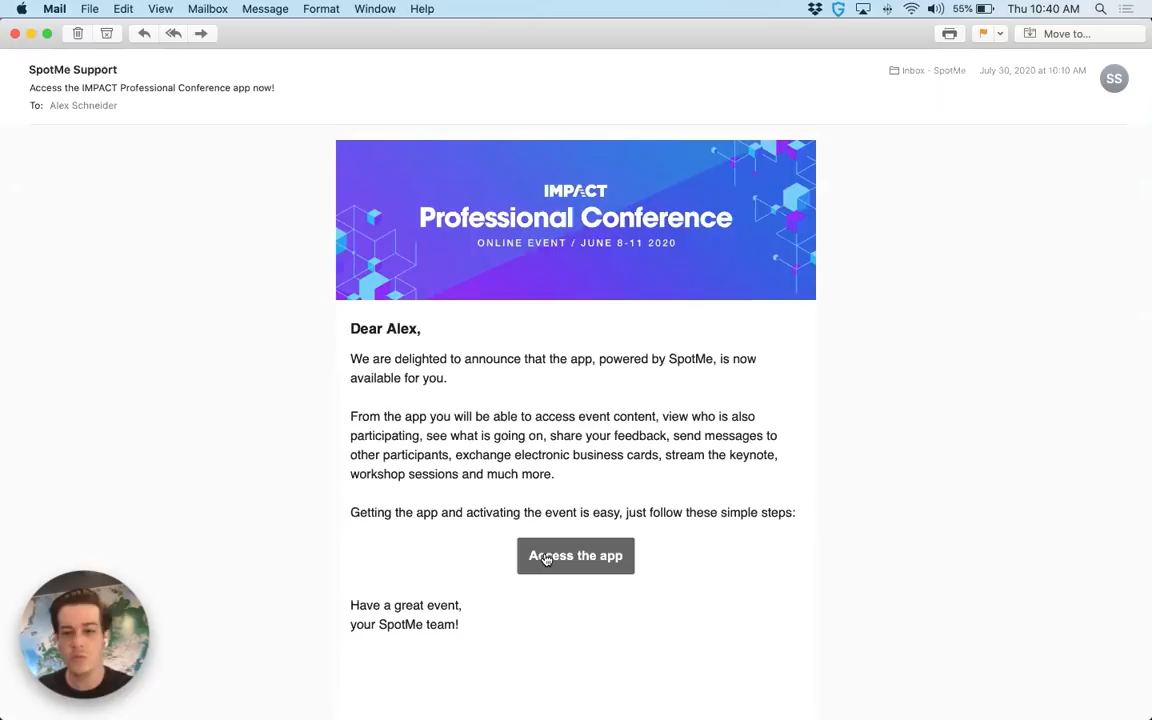 Mail File Edit View Mailbox Message Format Window Help 55% Thu 10:40 AM
Move to...
SpotMe Support
Inbox - SpotMe July 30, 2020 at 10:10 AM
SS
Access the IMPACT Professional Conference app now!
To: Alex Schneider
IMPACT
Professional Conference
ONLINE EVENT / JUNE 8-11 2020
Dear Alex,
We are delighted to announce that the app, powered by SpotMe, is now
available for you.
From the app you will be able to access event content, view who is also
participating, see what is going on, share your feedback, send messages to
other participants, exchange electronic business cards, stream the keynote,
workshop sessions and much more.
Getting the app and activating the event is easy, just follow these simple steps:
Access the app
Have a great event,
your SpotMe team!